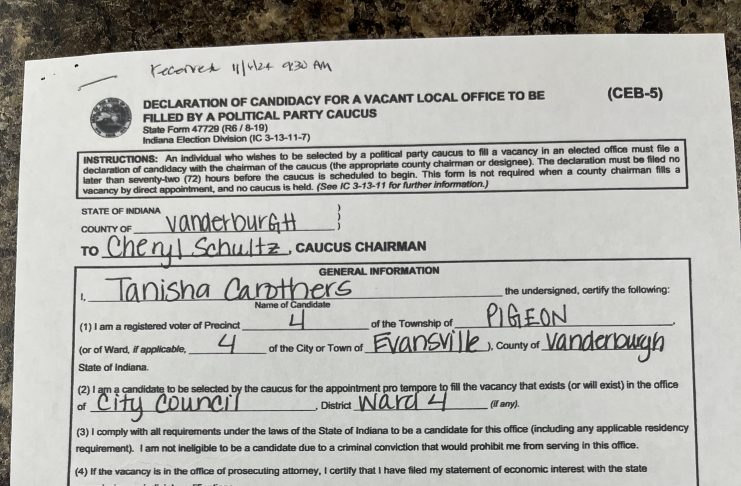 received 11/4/24 9:30 AM
DECLARATION OF CANDIDACY FOR A VACANT LOCAL OFFICE TO BE (CEB-5)
FILLED BY A POLITICAL PARTY CAUCUS
State Form 47729 (R6 / 8-19)
Indiana Election Division (IC 3-13-11-7)
INSTRUCTIONS: An individual who wishes to be selected by a political party caucus to fill a vacancy in an elected office must file a
declaration of candidacy with the chairman of the caucus (the appropriate county chairman or designee). The declaration must be filed no
later than seventy-two (72) hours before the caucus is scheduled to begin. This form is not required when a county chairman fills a
vacancy by direct appointment, and no caucus is held. (See IC 3-13-11 for further information.)
STATE OF INDIANA )
COUNTY OF VanderburGH )
TO Cheryl Schultz, CAUCUS CHAIRMAN
GENERAL INFORMATION
I, Tanisha Carothers the undersigned, certify the following:
Name of Candidate
(1) I am a registered voter of Precinct 4 of the Township of PIGEON,
(or of Ward, if applicable, 4 of the City or Town of Evansville), County of Vanderburgh
State of Indiana.
(2) I am a candidate to be selected by the caucus for the appointment pro tempore to fill the vacancy that exists (or will exist) in the office
of City Council, District Ward 4 (if any).
(3) I comply with all requirements under the laws of the State of Indiana to be a candidate for this office (including any applicable residency
requirement). I am not ineligible to be a candidate due to a criminal conviction that would prohibit me from serving in this office.
(4) If the vacancy is in the office of prosecuting attorney, I certify that I have filed my statement of economic interest with the state